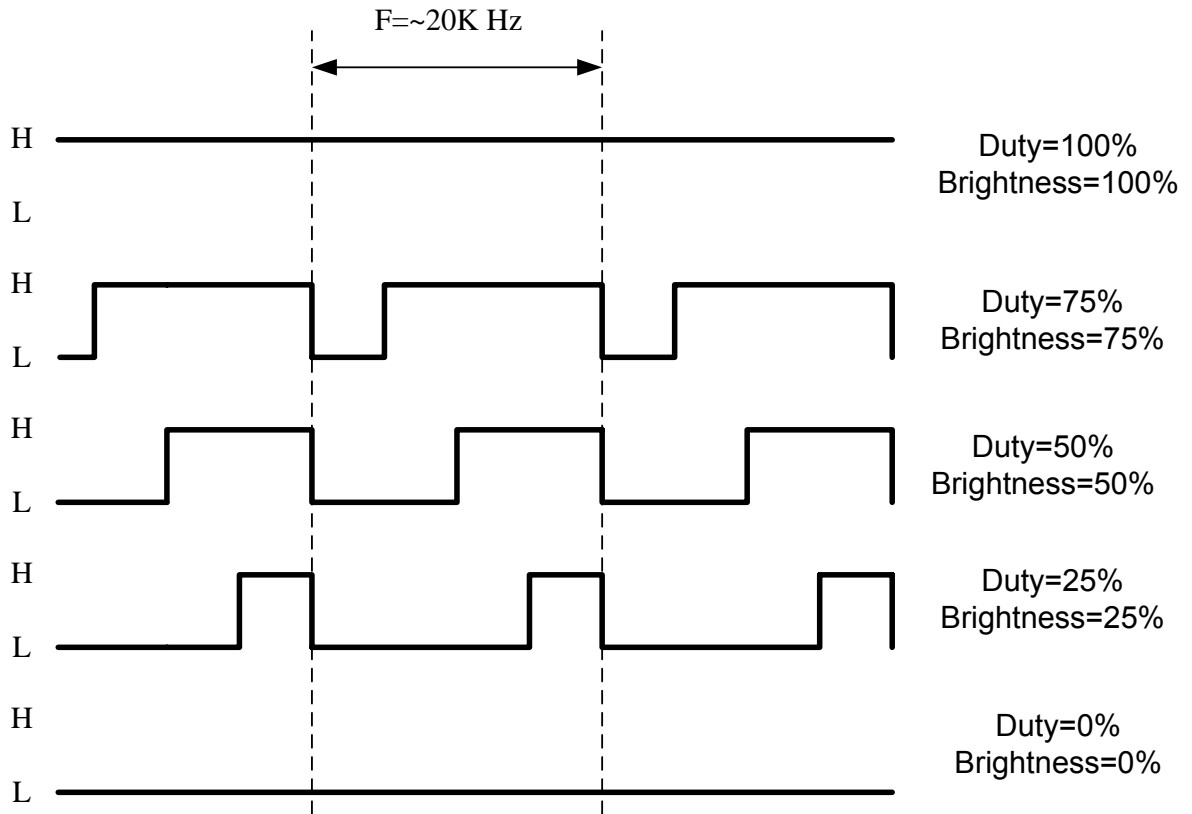 F=~20K Hz
H
Duty=100%
Brightness=100%
L
H
Duty=75%
Brightness=75%
L
H
Duty=50%
Brightness=50%
L
H
Duty=25%
Brightness=25%
L
H
Duty=0%
Brightness=0%
L